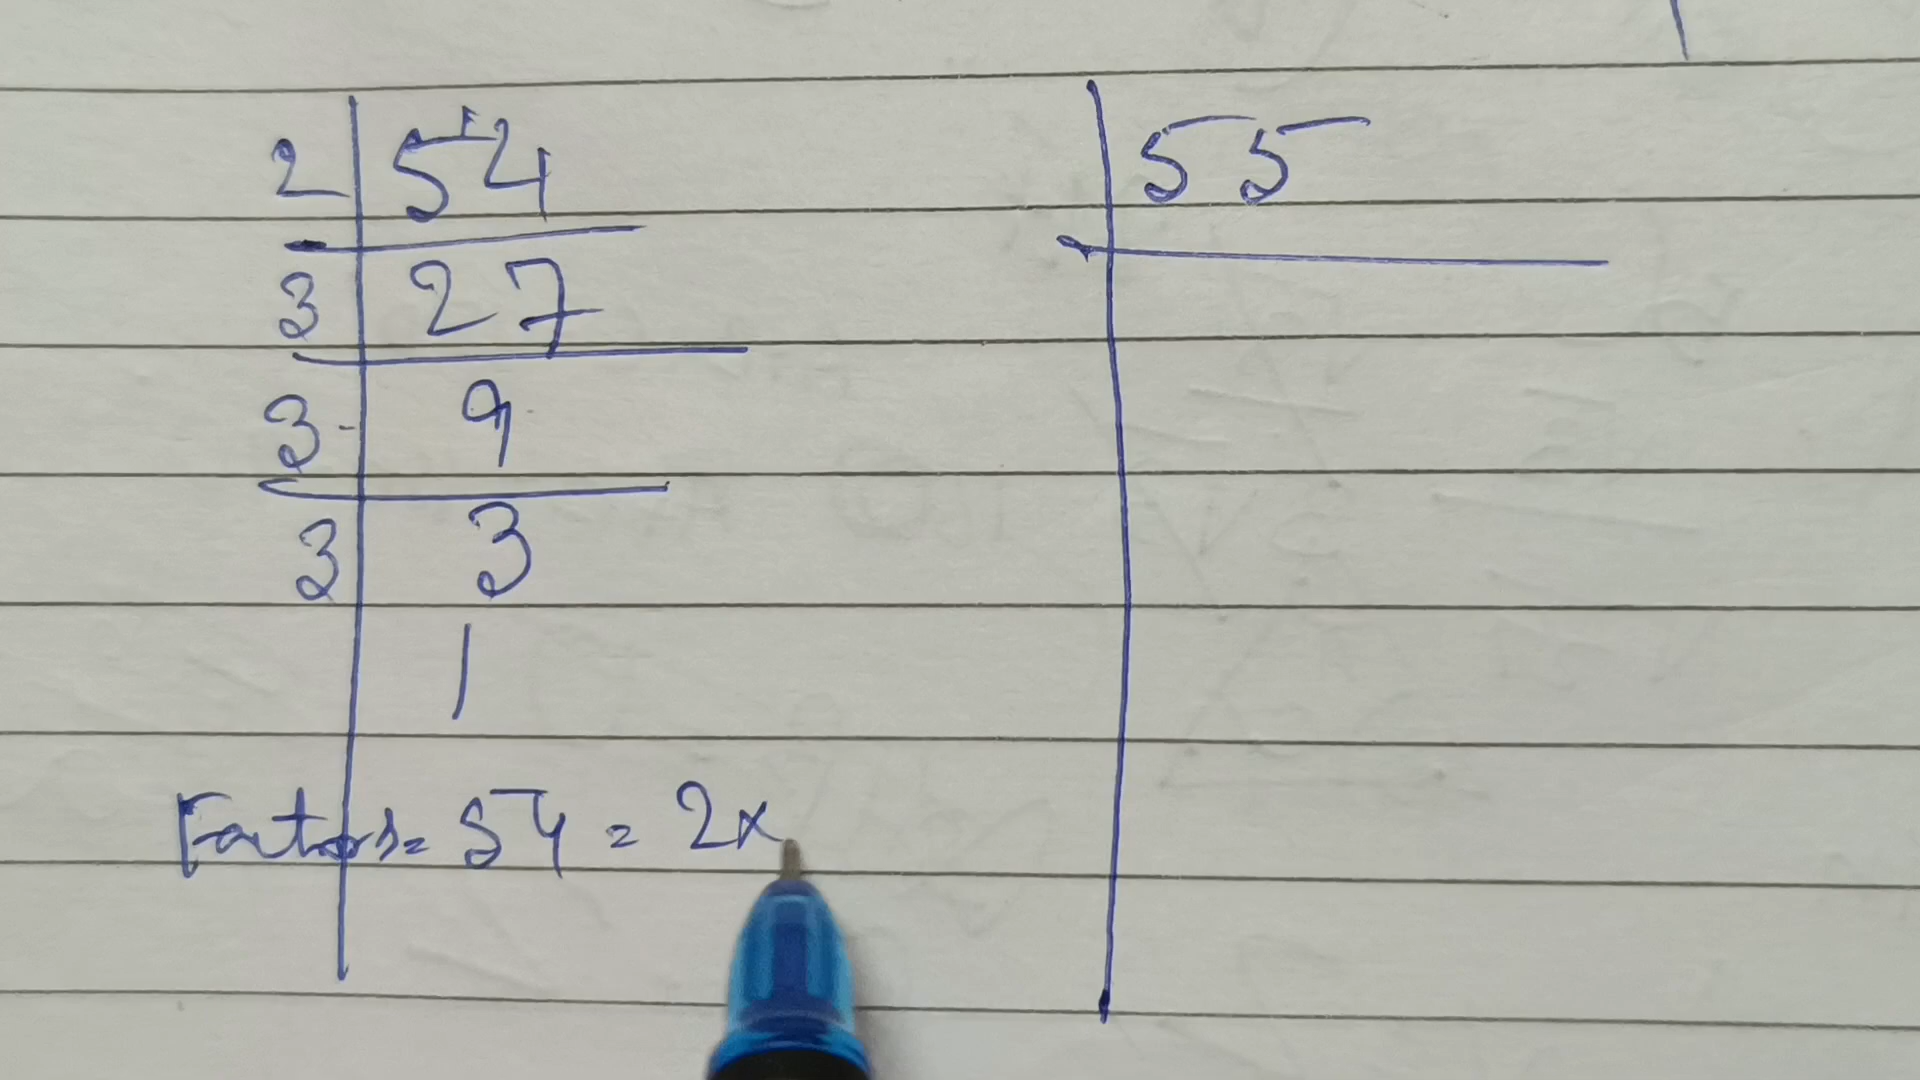 2 | 54
3 | 27
3 | 9
3 | 3
1
Factors = 54 = 2x
55